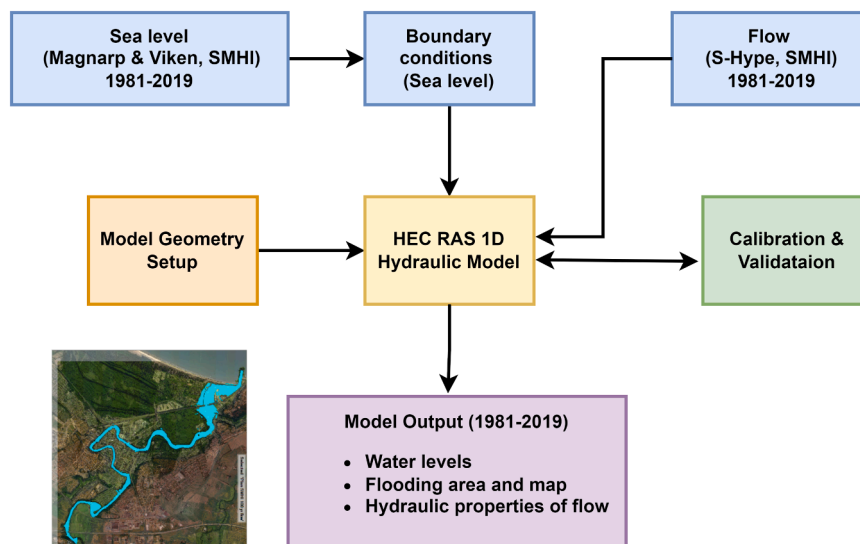 Sea level
(Magnarp & Viken, SMHI)
1981-2019
Boundary
conditions
(Sea level)
Flow
(S-Hype, SMHI)
1981-2019
Model Geometry
Setup
HEC RAS 1D
Hydraulic Model
Calibration &
Validataion
Model Output (1981-2019)
• Water levels
• Flooding area and map
• Hydraulic properties of flow